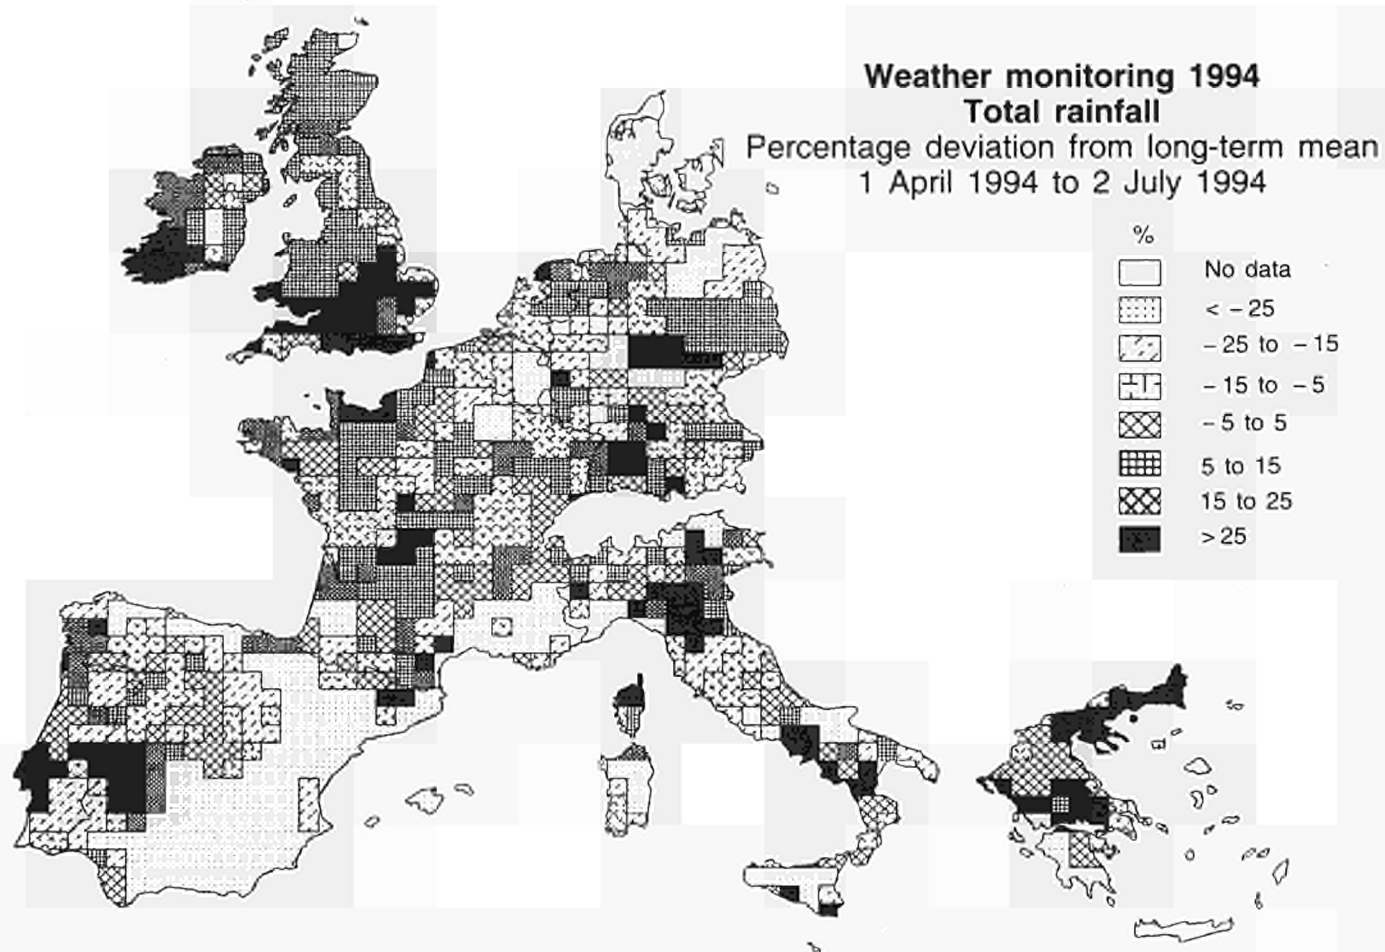 Weather monitoring 1994
Total rainfall
Percentage deviation from long-term mean
1 April 1994 to 2 July 1994
%
No data
< - 25
- 25 to - 15
- 15 to - 5
- 5 to 5
5 to 15
15 to 25
> 25